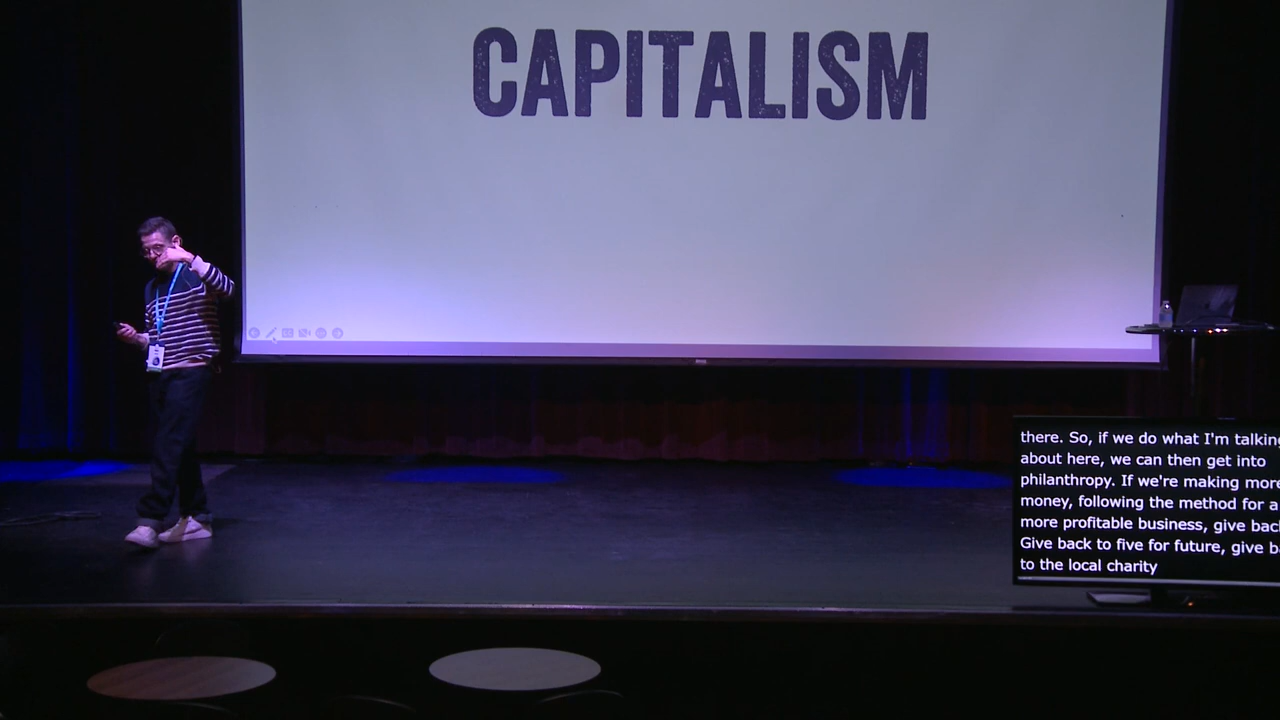 CAPITALISM
there. So, if we do what I'm talking
about here, we can then get into
philanthropy. If we're making more
money, following the method for a
more profitable business, give back
Give back to five for future, give
to the local charity